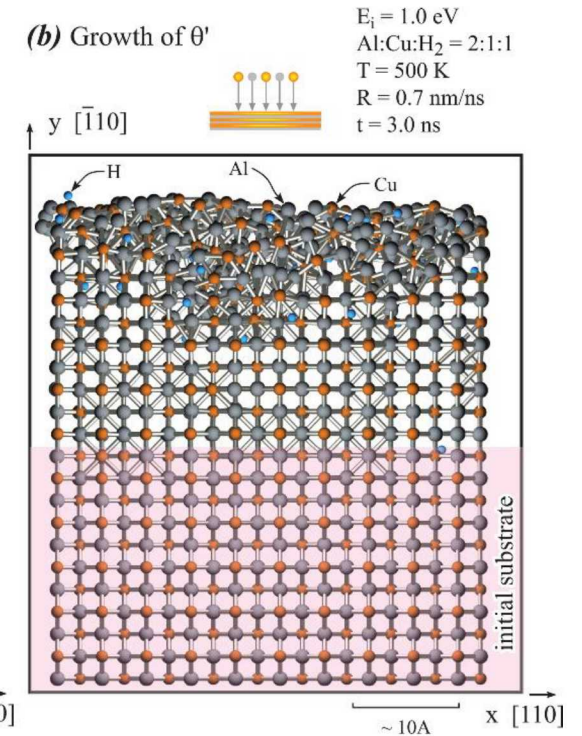 (b) Growth of θ'
Eᵢ = 1.0 eV
Al:Cu:H₂ = 2:1:1
T = 500 K
R = 0.7 nm/ns
t = 3.0 ns
y [1̄10]
H
Al
Cu
initial substrate
0]
~ 10A
x [110]